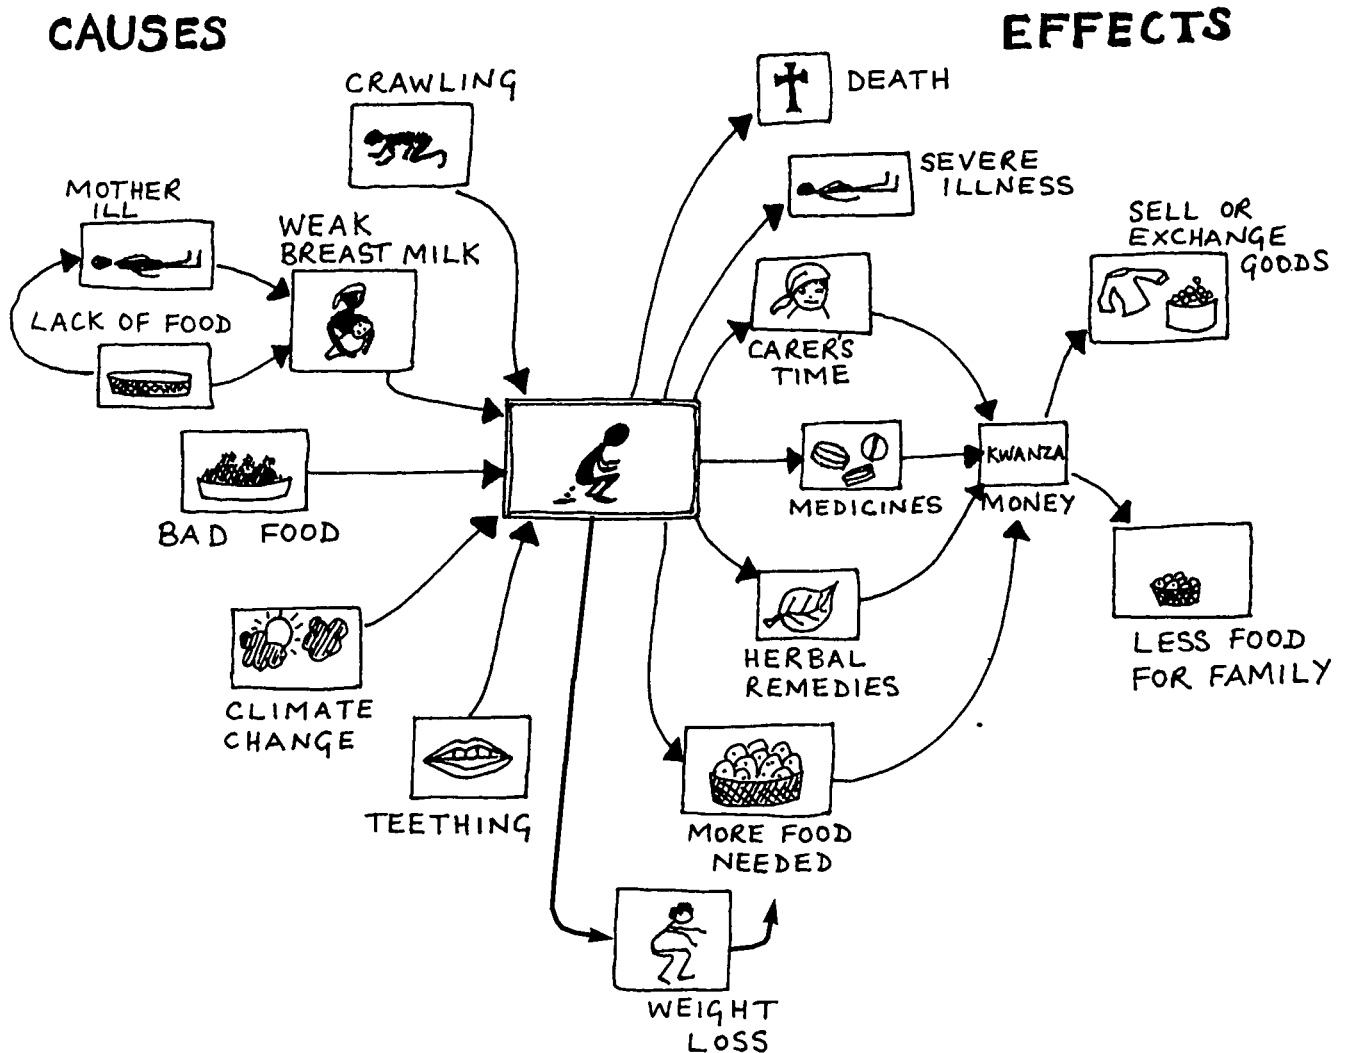 CAUSES
EFFECTS
CRAWLING
DEATH
SEVERE
ILLNESS
MOTHER
ILL
WEAK
BREAST MILK
SELL OR
EXCHANGE
GOODS
LACK OF FOOD
CARER'S
TIME
KWANZA
MONEY
MEDICINES
BAD FOOD
LESS FOOD
FOR FAMILY
HERBAL
REMEDIES
CLIMATE
CHANGE
TEETHING
MORE FOOD
NEEDED
WEIGHT
LOSS